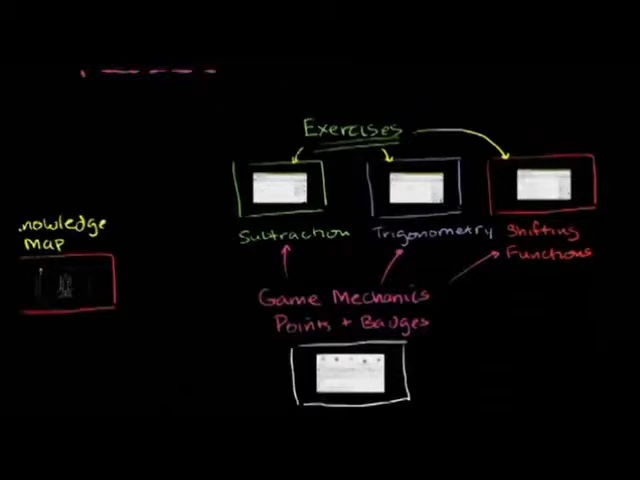 Exercises
Subtraction
Trigonometry
Shifting
Functions
.nowledge
map
Game Mechanics
Points + Badges